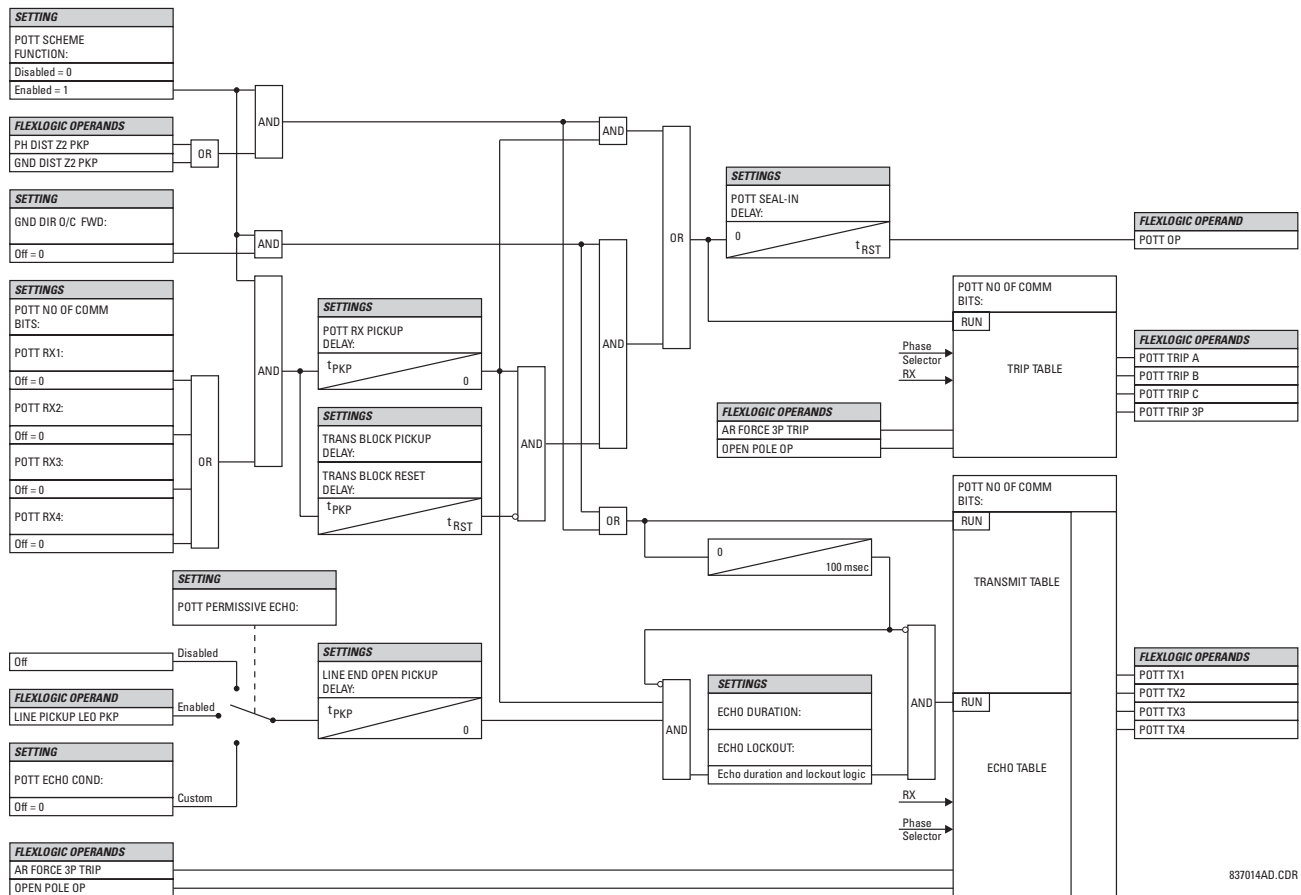 SETTING
POTT SCHEME
FUNCTION:
Disabled = 0
Enabled = 1
FLEXLOGIC OPERANDS
PH DIST Z2 PKP
GND DIST Z2 PKP
OR
AND
SETTING
GND DIR O/C FWD:
Off = 0
AND
SETTINGS
POTT NO OF COMM
BITS:
POTT RX1:
Off = 0
POTT RX2:
Off = 0
POTT RX3:
Off = 0
POTT RX4:
Off = 0
OR
AND
SETTINGS
POTT RX PICKUP
DELAY:
tPKP
0
SETTINGS
TRANS BLOCK PICKUP
DELAY:
TRANS BLOCK RESET
DELAY:
tPKP
tRST
AND
AND
AND
OR
OR
SETTINGS
POTT SEAL-IN
DELAY:
0
tRST
FLEXLOGIC OPERAND
POTT OP
POTT NO OF COMM
BITS:
RUN
TRIP TABLE
Phase
Selector
RX
FLEXLOGIC OPERANDS
AR FORCE 3P TRIP
OPEN POLE OP
FLEXLOGIC OPERANDS
POTT TRIP A
POTT TRIP B
POTT TRIP C
POTT TRIP 3P
POTT NO OF COMM
BITS:
RUN
TRANSMIT TABLE
0
100 msec
SETTING
POTT PERMISSIVE ECHO:
Off
Disabled
FLEXLOGIC OPERAND
LINE PICKUP LEO PKP
Enabled
SETTING
POTT ECHO COND:
Off = 0
Custom
SETTINGS
LINE END OPEN PICKUP
DELAY:
tPKP
0
AND
SETTINGS
ECHO DURATION:
ECHO LOCKOUT:
Echo duration and lockout logic
AND
RUN
ECHO TABLE
RX
Phase
Selector
FLEXLOGIC OPERANDS
POTT TX1
POTT TX2
POTT TX3
POTT TX4
FLEXLOGIC OPERANDS
AR FORCE 3P TRIP
OPEN POLE OP
837014AD.CDR